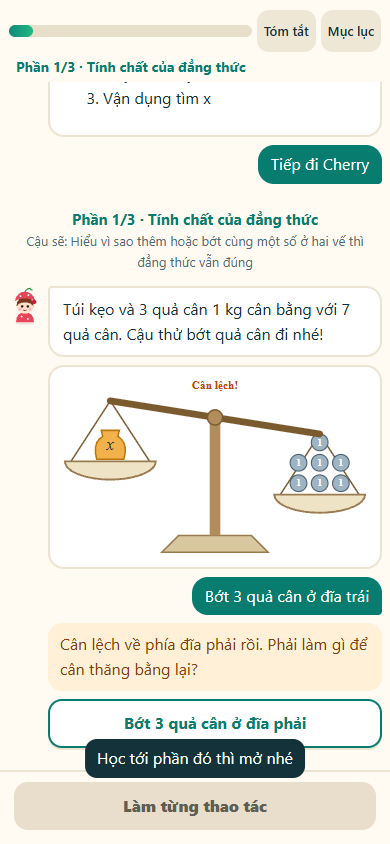 Tóm tắt
Mục lục
Phần 1/3 · Tính chất của đẳng thức
3. Vận dụng tìm x
Tiếp đi Cherry
Phần 1/3 · Tính chất của đẳng thức
Cậu sẽ: Hiểu vì sao thêm hoặc bớt cùng một số ở hai vế thì
đẳng thức vẫn đúng
Túi kẹo và 3 quả cân 1 kg cân bằng với 7
quả cân. Cậu thử bớt quả cân đi nhé!
Cân lệch!
x
1
1 1 1
1 1 1
Bớt 3 quả cân ở đĩa trái
Cân lệch về phía đĩa phải rồi. Phải làm gì để
cân thăng bằng lại?
Bớt 3 quả cân ở đĩa phải
Học tới phần đó thì mở nhé
Làm từng thao tác